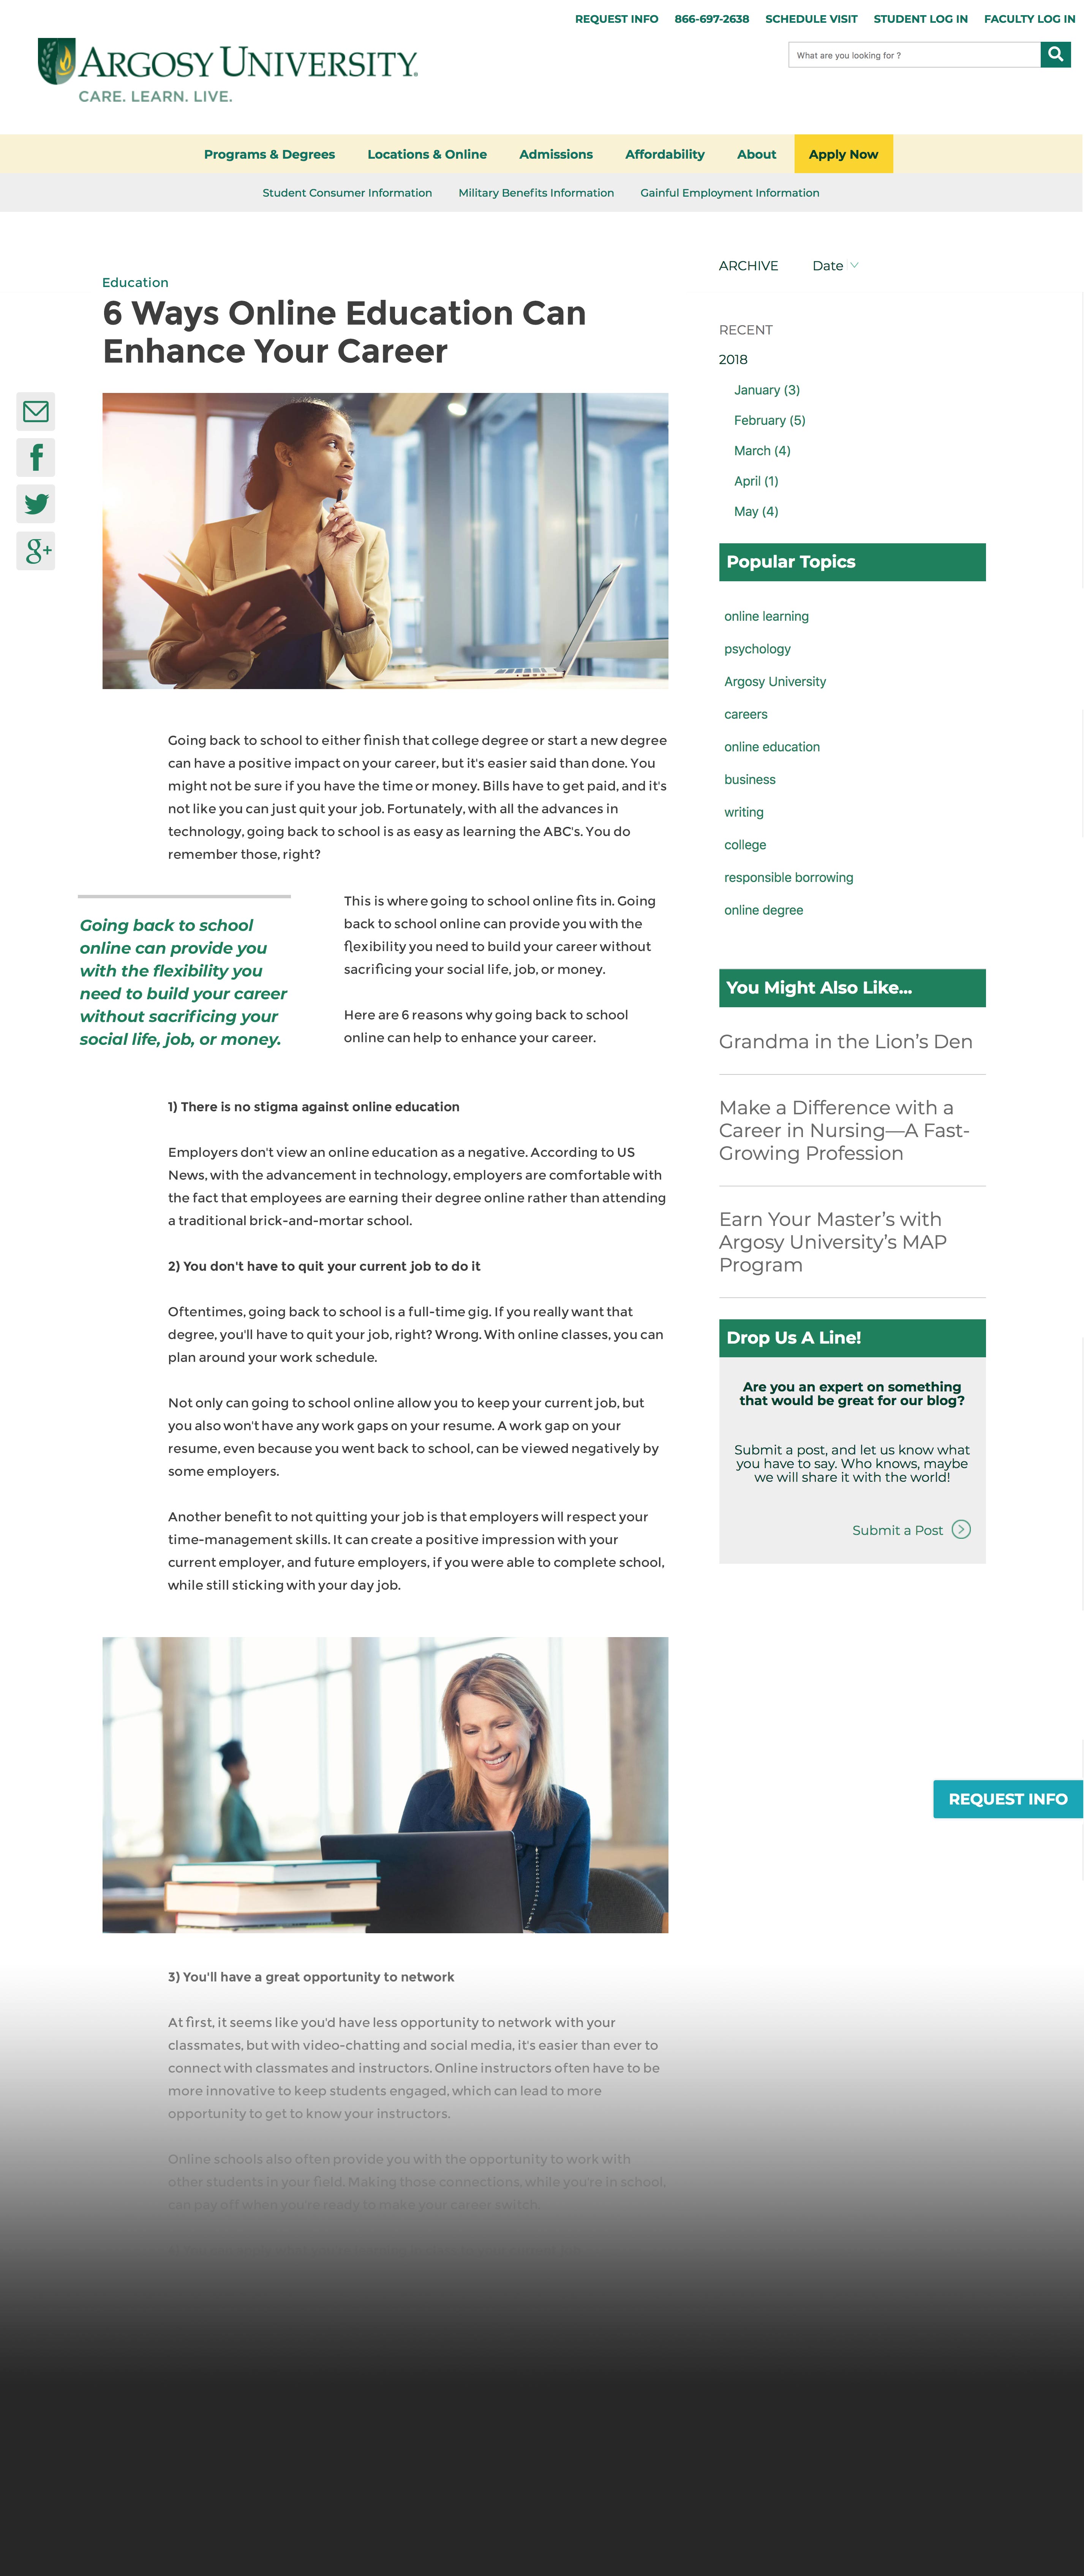 REQUEST INFO 866-697-2638 SCHEDULE VISIT STUDENT LOG IN FACULTY LOG IN
ARGOSY UNIVERSITY.
CARE. LEARN. LIVE.
What are you looking for ?
Programs & Degrees Locations & Online Admissions Affordability About Apply Now
Student Consumer Information Military Benefits Information Gainful Employment Information
Education
6 Ways Online Education Can
Enhance Your Career
Going back to school to either finish that college degree or start a new degree
can have a positive impact on your career, but it's easier said than done. You
might not be sure if you have the time or money. Bills have to get paid, and it's
not like you can just quit your job. Fortunately, with all the advances in
technology, going back to school is as easy as learning the ABC's. You do
remember those, right?
Going back to school
online can provide you
with the flexibility you
need to build your career
without sacrificing your
social life, job, or money.
This is where going to school online fits in. Going
back to school online can provide you with the
flexibility you need to build your career without
sacrificing your social life, job, or money.
Here are 6 reasons why going back to school
online can help to enhance your career.
1) There is no stigma against online education
Employers don't view an online education as a negative. According to US
News, with the advancement in technology, employers are comfortable with
the fact that employees are earning their degree online rather than attending
a traditional brick-and-mortar school.
2) You don't have to quit your current job to do it
Oftentimes, going back to school is a full-time gig. If you really want that
degree, you'll have to quit your job, right? Wrong. With online classes, you can
plan around your work schedule.
Not only can going to school online allow you to keep your current job, but
you also won't have any work gaps on your resume. A work gap on your
resume, even because you went back to school, can be viewed negatively by
some employers.
Another benefit to not quitting your job is that employers will respect your
time-management skills. It can create a positive impression with your
current employer, and future employers, if you were able to complete school,
while still sticking with your day job.
3) You'll have a great opportunity to network
At first, it seems like you'd have less opportunity to network with your
classmates, but with video-chatting and social media, it's easier than ever to
connect with classmates and instructors. Online instructors often have to be
more innovative to keep students engaged, which can lead to more
opportunity to get to know your instructors.
Online schools also often provide you with the opportunity to work with
other students in your field. Making those connections, while you're in school,
can pay off when you're ready to make your career switch.
ARCHIVE Date
RECENT
2018
January (3)
February (5)
March (4)
April (1)
May (4)
Popular Topics
online learning
psychology
Argosy University
careers
online education
business
writing
college
responsible borrowing
online degree
You Might Also Like...
Grandma in the Lion's Den
Make a Difference with a
Career in Nursing—A Fast-
Growing Profession
Earn Your Master's with
Argosy University's MAP
Program
Drop Us A Line!
Are you an expert on something
that would be great for our blog?
Submit a post, and let us know what
you have to say. Who knows, maybe
we will share it with the world!
Submit a Post
REQUEST INFO